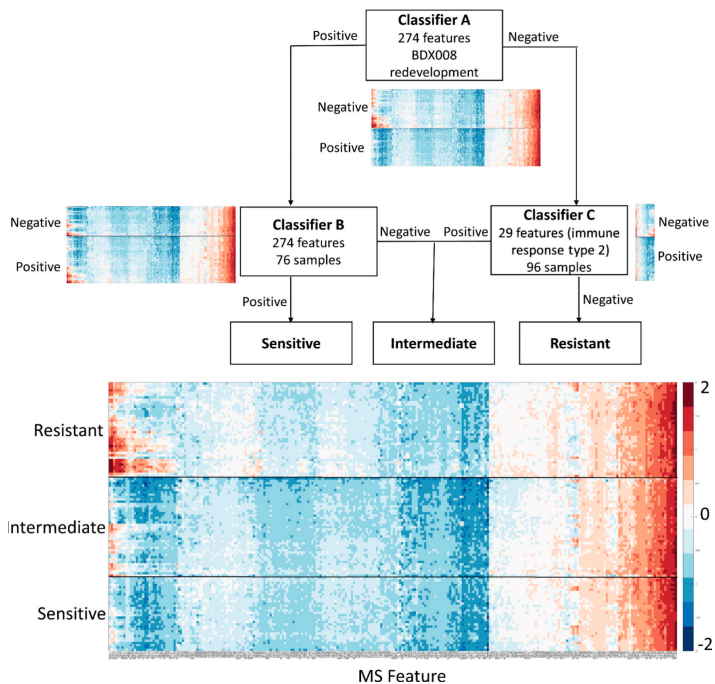 Classifier A
274 features
BDX008
redevelopment
Positive
Negative
Negative
Positive
Negative
Positive
Classifier B
274 features
76 samples
Negative
Positive
Classifier C
29 features (immune
response type 2)
96 samples
Negative
Positive
Positive
Negative
Sensitive
Intermediate
Resistant
Resistant
Intermediate
Sensitive
2
0
-2
MS Feature